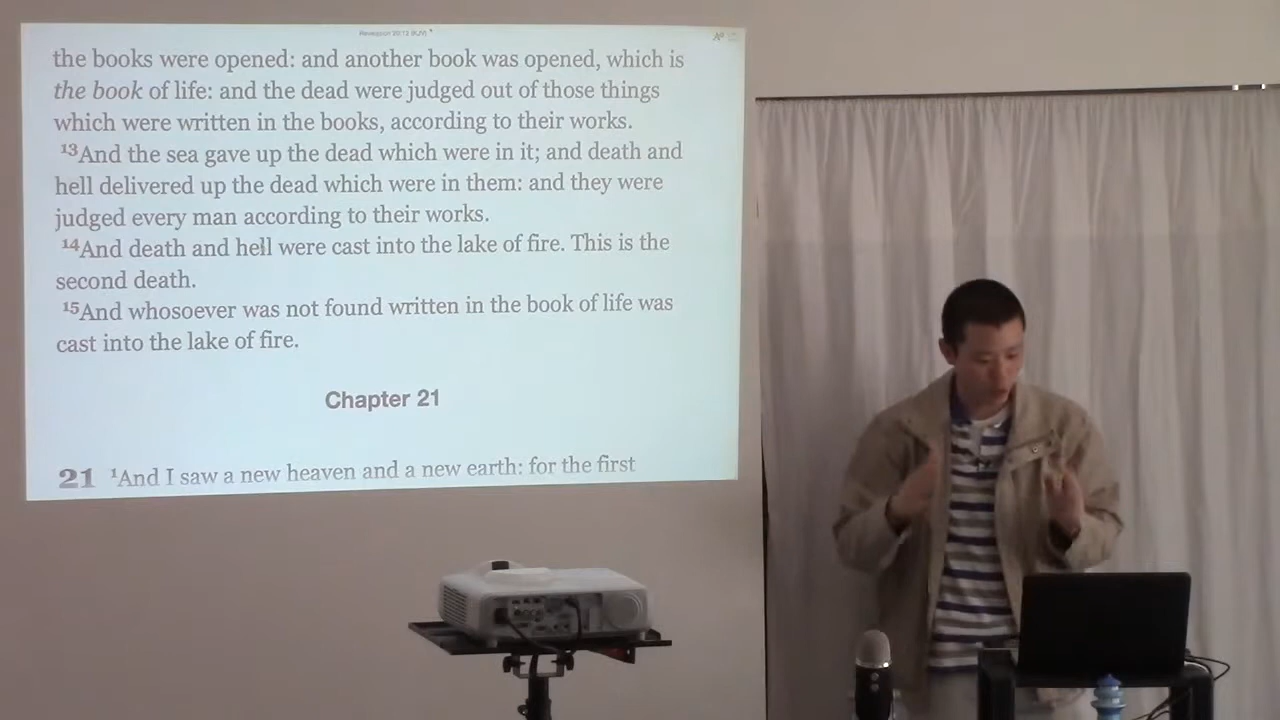 Revelation 20:12 (KJV)
the books were opened: and another book was opened, which is
the book of life: and the dead were judged out of those things
which were written in the books, according to their works.
13And the sea gave up the dead which were in it; and death and
hell delivered up the dead which were in them: and they were
judged every man according to their works.
14And death and hell were cast into the lake of fire. This is the
second death.
15And whosoever was not found written in the book of life was
cast into the lake of fire.
Chapter 21
21 1And I saw a new heaven and a new earth: for the first